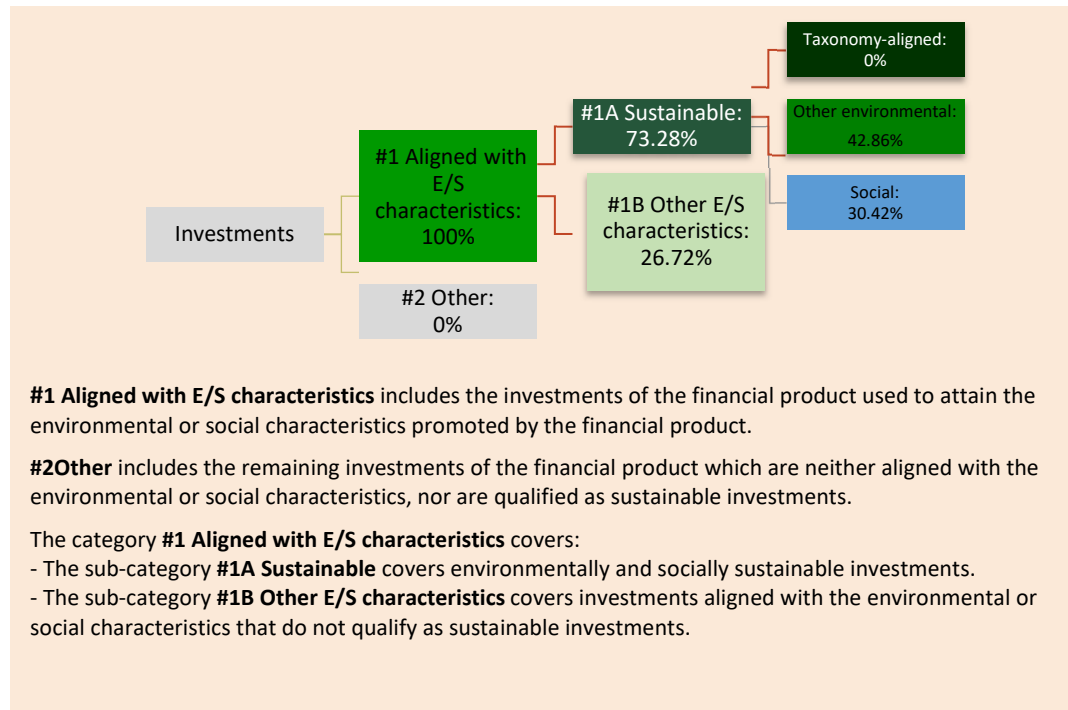 Taxonomy-aligned:
0%
#1A Sustainable:
73.28%
Other environmental:
42.86%
#1 Aligned with
E/S
characteristics:
100%
#1B Other E/S
characteristics:
26.72%
Social:
30.42%
Investments
#2 Other:
0%
#1 Aligned with E/S characteristics includes the investments of the financial product used to attain the
environmental or social characteristics promoted by the financial product.
#2Other includes the remaining investments of the financial product which are neither aligned with the
environmental or social characteristics, nor are qualified as sustainable investments.
The category #1 Aligned with E/S characteristics covers:
- The sub-category #1A Sustainable covers environmentally and socially sustainable investments.
- The sub-category #1B Other E/S characteristics covers investments aligned with the environmental or
social characteristics that do not qualify as sustainable investments.